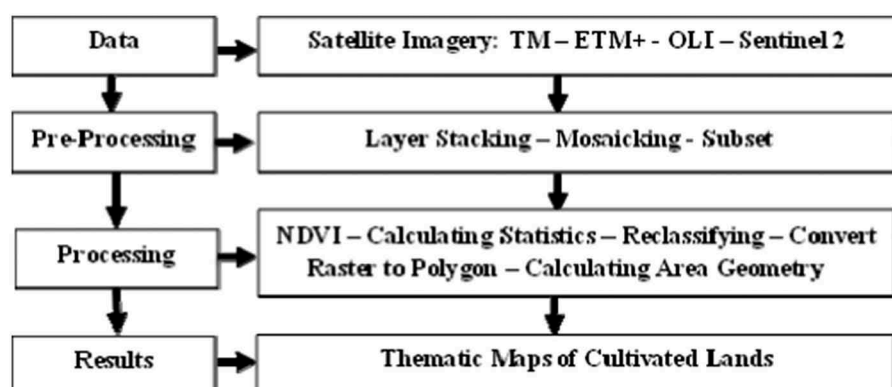 Data
Satellite Imagery: TM – ETM+ - OLI – Sentinel 2
Pre-Processing
Layer Stacking – Mosaicking - Subset
Processing
NDVI – Calculating Statistics – Reclassifying – Convert
Raster to Polygon – Calculating Area Geometry
Results
Thematic Maps of Cultivated Lands